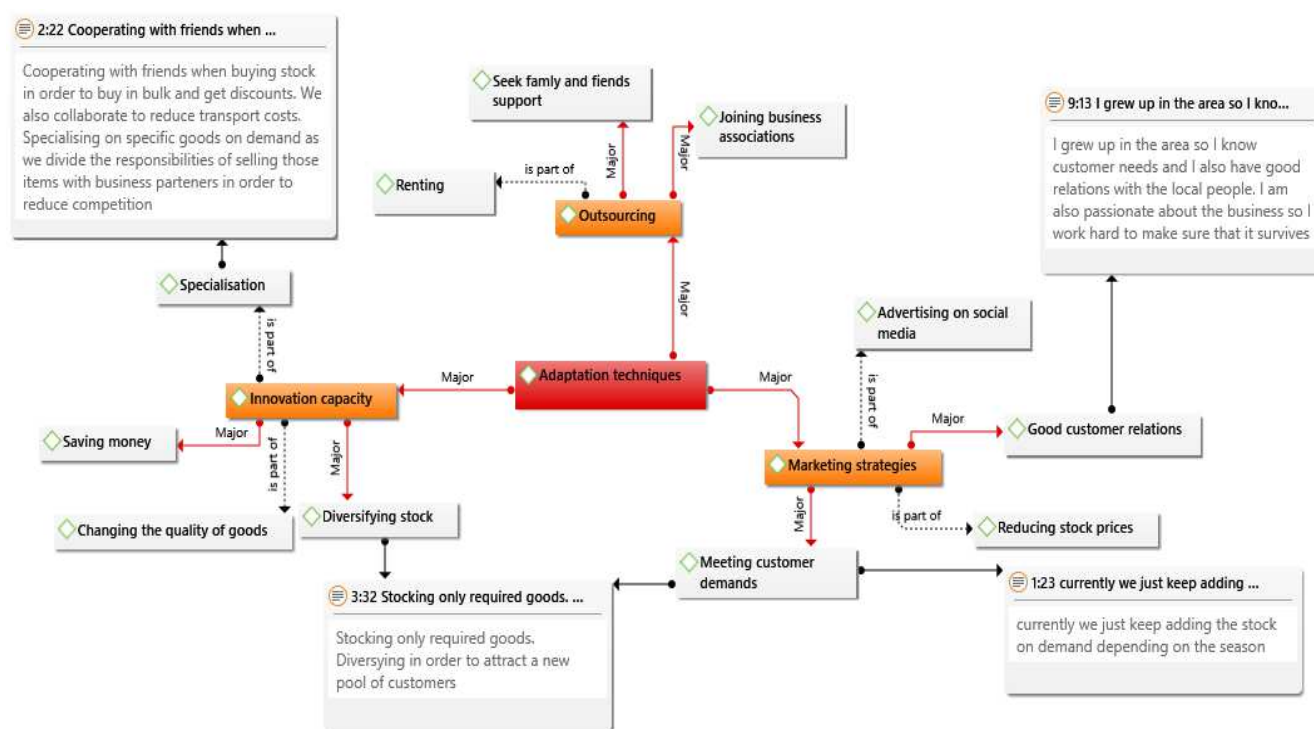 2:22 Cooperating with friends when ...
Cooperating with friends when buying stock
in order to buy in bulk and get discounts. We
also collaborate to reduce transport costs.
Specialising on specific goods on demand as
we divide the responsibilities of selling those
items with business parteners in order to
reduce competition
Seek famly and fiends
support
Joining business
associations
9:13 I grew up in the area so I kno...
I grew up in the area so I know
customer needs and I also have good
relations with the local people. I am
also passionate about the business so I
work hard to make sure that it survives
Major
Major
is part of
Renting
Outsourcing
Specialisation
Major
Advertising on social
media
is part of
is part of
Adaptation techniques
Major
Major
Innovation capacity
Major
Good customer relations
Saving money
Major
is part of
Major
Marketing strategies
Changing the quality of goods
Diversifying stock
Major
is part of
Reducing stock prices
Meeting customer
demands
3:32 Stocking only required goods. ...
Stocking only required goods.
Diversying in order to attract a new
pool of customers
1:23 currently we just keep adding ...
currently we just keep adding the stock
on demand depending on the season